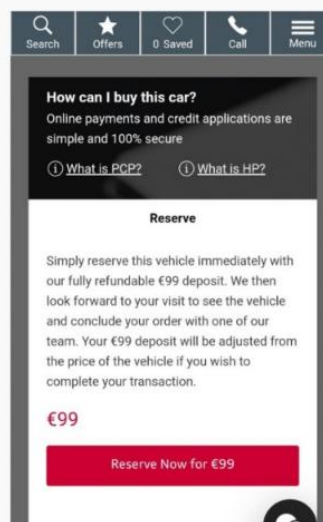 Search Offers 0 Saved Call Menu
How can I buy this car?
Online payments and credit applications are
simple and 100% secure
What is PCP? What is HP?
Reserve
Simply reserve this vehicle immediately with
our fully refundable €99 deposit. We then
look forward to your visit to see the vehicle
and conclude your order with one of our
team. Your €99 deposit will be adjusted from
the price of the vehicle if you wish to
complete your transaction.
€99
Reserve Now for €99